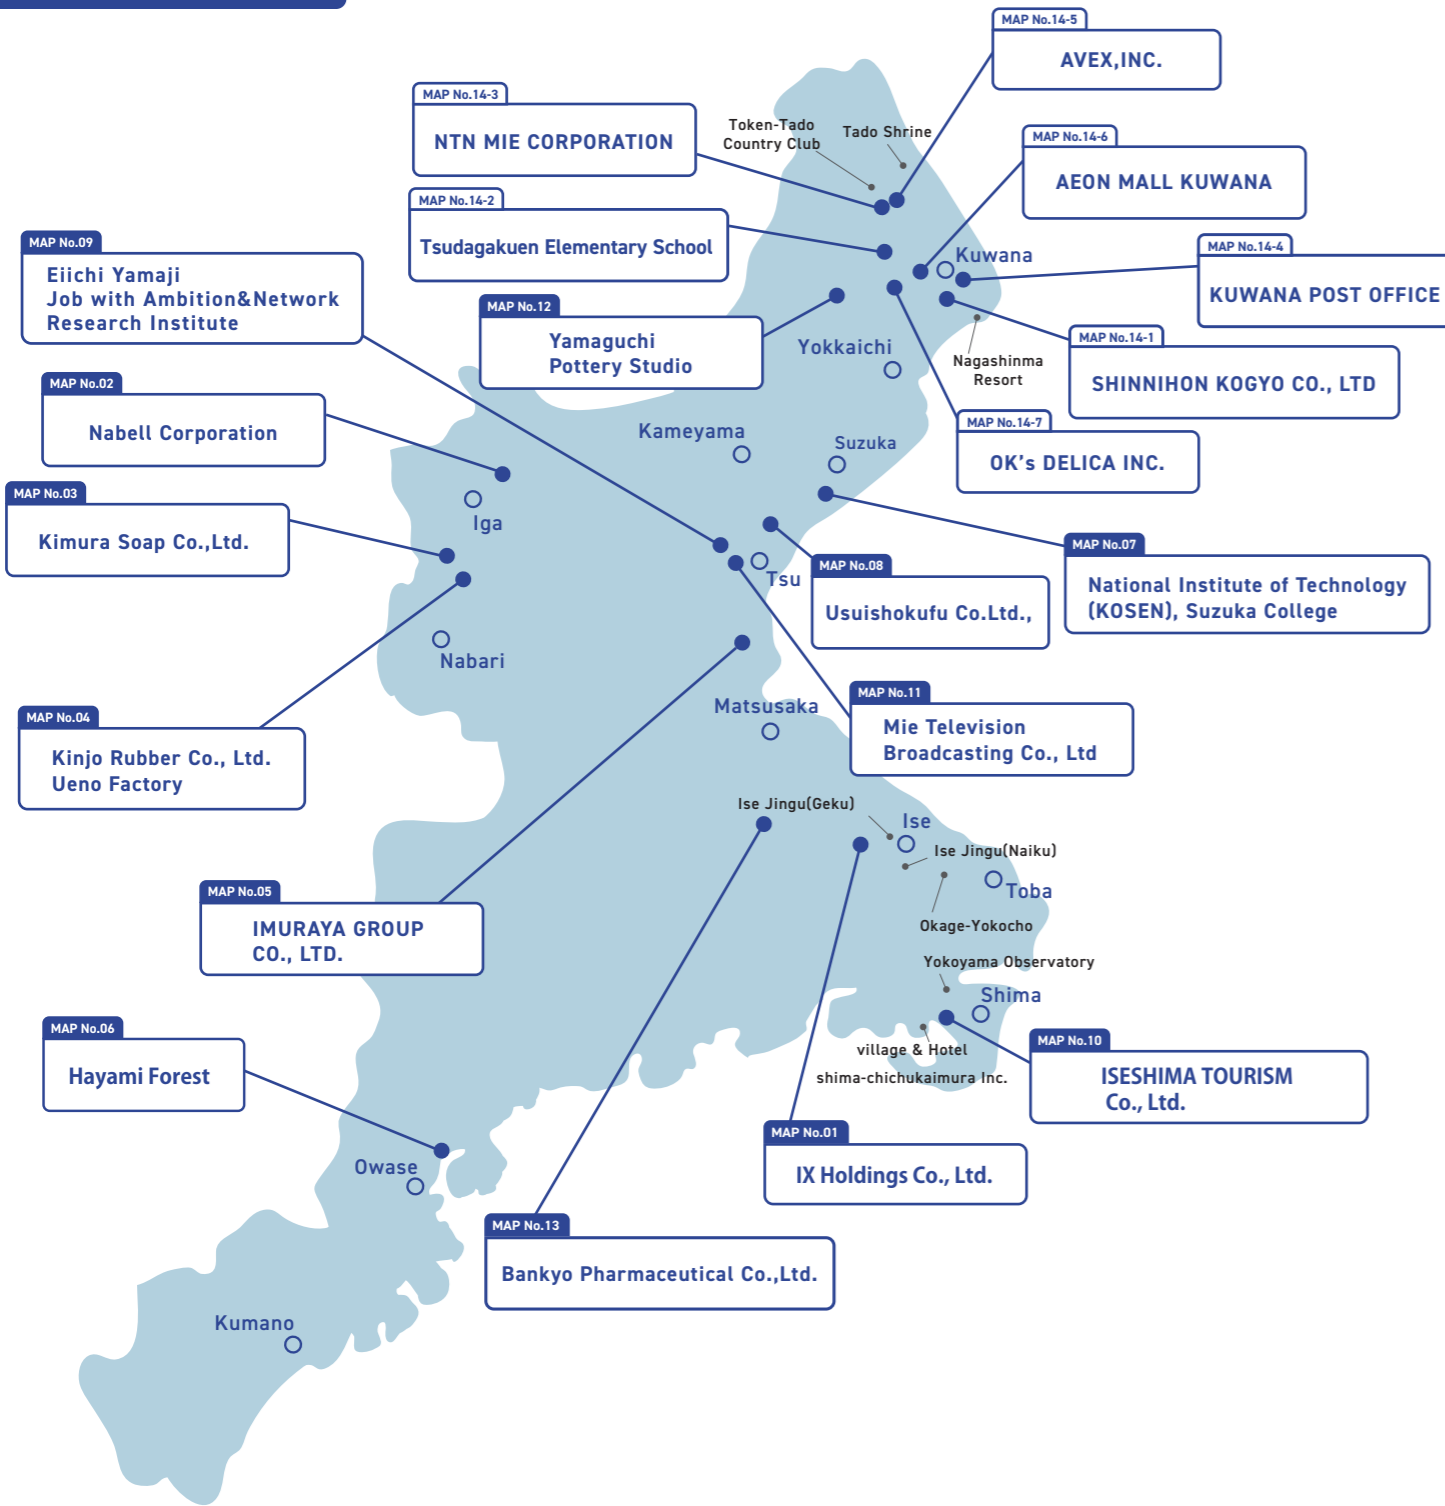 MAP No.14-5
AVEX,INC.
MAP No.14-3
NTN MIE CORPORATION
Token-Tado
Country Club
Tado Shrine
MAP No.14-6
AEON MALL KUWANA
MAP No.14-2
Tsudagakuen Elementary School
MAP No.09
Eiichi Yamaji
Job with Ambition&Network
Research Institute
Kuwana
MAP No.14-4
KUWANA POST OFFICE
MAP No.12
Yamaguchi
Pottery Studio
Yokkaichi
Nagashinma
Resort
MAP No.14-1
SHINNIHON KOGYO CO., LTD
MAP No.02
Nabell Corporation
MAP No.14-7
OK's DELICA INC.
Kameyama
Suzuka
MAP No.03
Kimura Soap Co.,Ltd.
Iga
MAP No.07
National Institute of Technology
(KOSEN), Suzuka College
Tsu
MAP No.08
Usuishokufu Co.Ltd.,
Nabari
MAP No.04
Kinjo Rubber Co., Ltd.
Ueno Factory
Matsusaka
MAP No.11
Mie Television
Broadcasting Co., Ltd
Ise Jingu(Geku)
Ise
Ise Jingu(Naiku)
Toba
MAP No.05
IMURAYA GROUP
CO., LTD.
Okage-Yokocho
Yokoyama Observatory
Shima
MAP No.06
Hayami Forest
village & Hotel
shima-chichukaimura Inc.
MAP No.10
ISESHIMA TOURISM
Co., Ltd.
MAP No.01
IX Holdings Co., Ltd.
Owase
MAP No.13
Bankyo Pharmaceutical Co.,Ltd.
Kumano